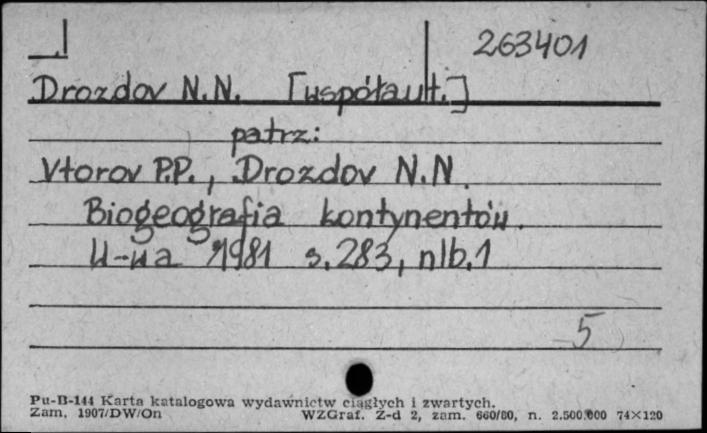 263401
Drozdov N.N. [współaut.]
patrz:
Vtorov P.P., Drozdov N.N.
Biogeografia kontynentów.
W-wa 1981 s. 283, nlb. 1
5
Pu-B-144 Karta katalogowa wydawnictw ciągłych i zwartych.
Zam. 1907/DW/On WZGraf. Z-d 2, zam. 660/80, n. 2.500.000 74×120